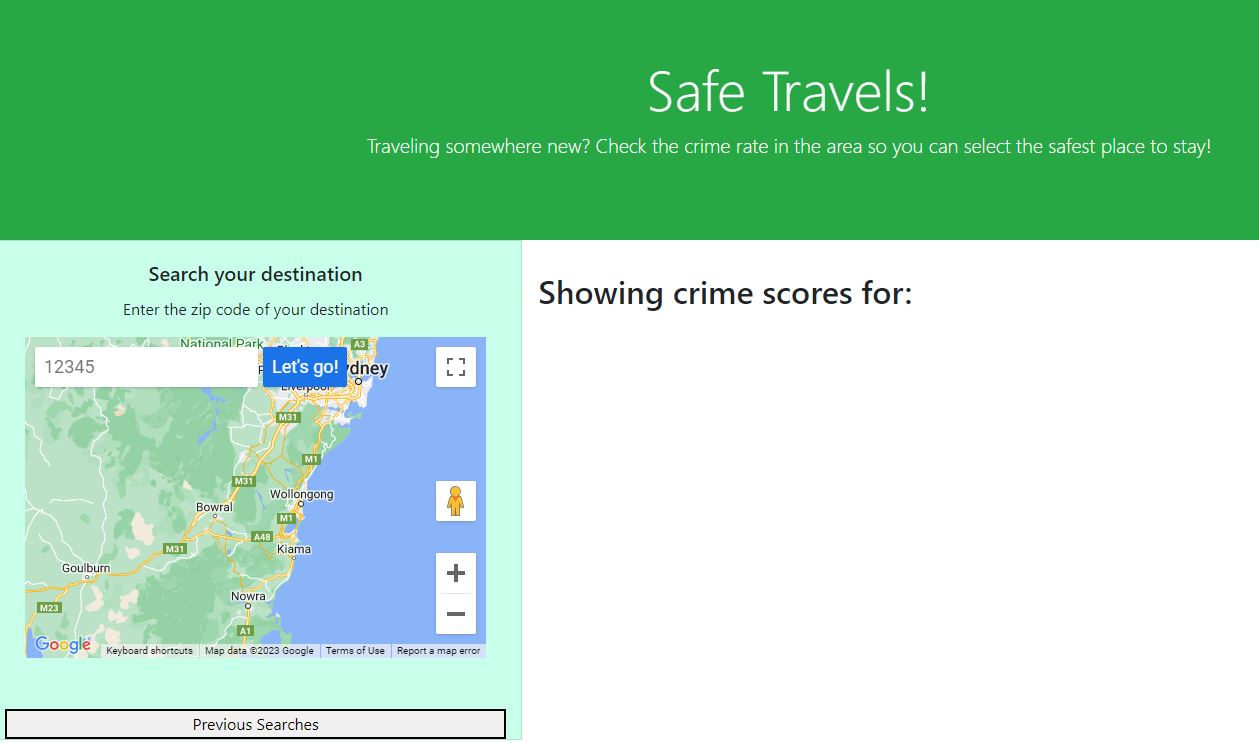 Safe Travels!
Traveling somewhere new? Check the crime rate in the area so you can select the safest place to stay!
Search your destination
Enter the zip code of your destination
National Park
A3
12345
Let's go!
ydney
Liverpool
M31
M1
M31
Wollongong
Bowral
M1
A48
M31
Kiama
Goulburn
Nowra
M23
A1
Google
Keyboard shortcuts
Map data ©2023 Google
Terms of Use
Report a map error
Previous Searches
Showing crime scores for: